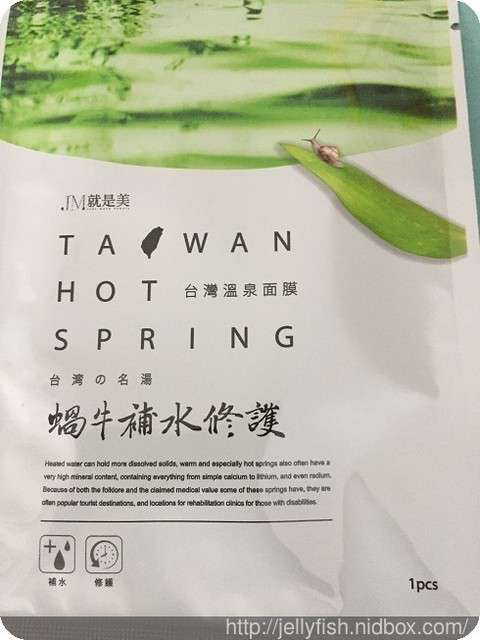 JM就是美
TA WAN
HOT 台灣溫泉面膜
SPRING
台湾の名湯
蝸牛補水修護
Heated water can hold more dissolved solids, warm and especially hot springs also often have a
very high mineral content, containing everything from simple calcium to lithium, and even radium.
Because of both the folklore and the claimed medical value some of these springs have, they are
often popular tourist destinations, and locations for rehabilitation clinics for those with disabilities.
補水 修護
1pcs
http://jellyfish.nidbox.com/